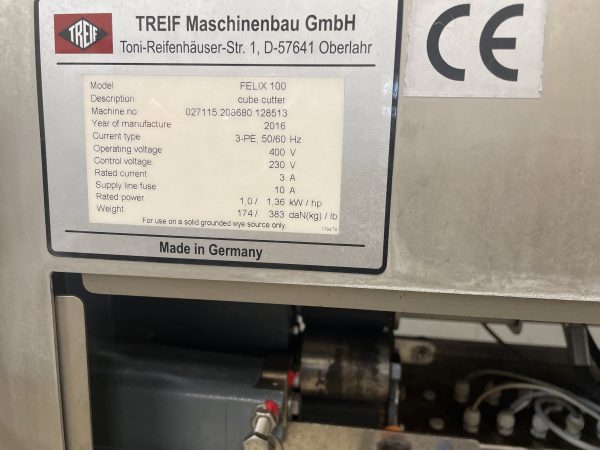 TREIF
TREIF Maschinenbau GmbH
Toni-Reifenhäuser-Str. 1, D-57641 Oberlahr
CE
Model FELIX 100
Description cube cutter
Machine no. 027115.208680.128513
Year of manufacture 2016
Current type 3-PE, 50/60 Hz
Operating voltage 400 V
Control voltage 230 V
Rated current 3 A
Supply line fuse 10 A
Rated power 1,0 / 1,36 kW / hp
Weight 174 / 383 daN(kg) / lb
For use on a solid grounded wye source only.
Made in Germany